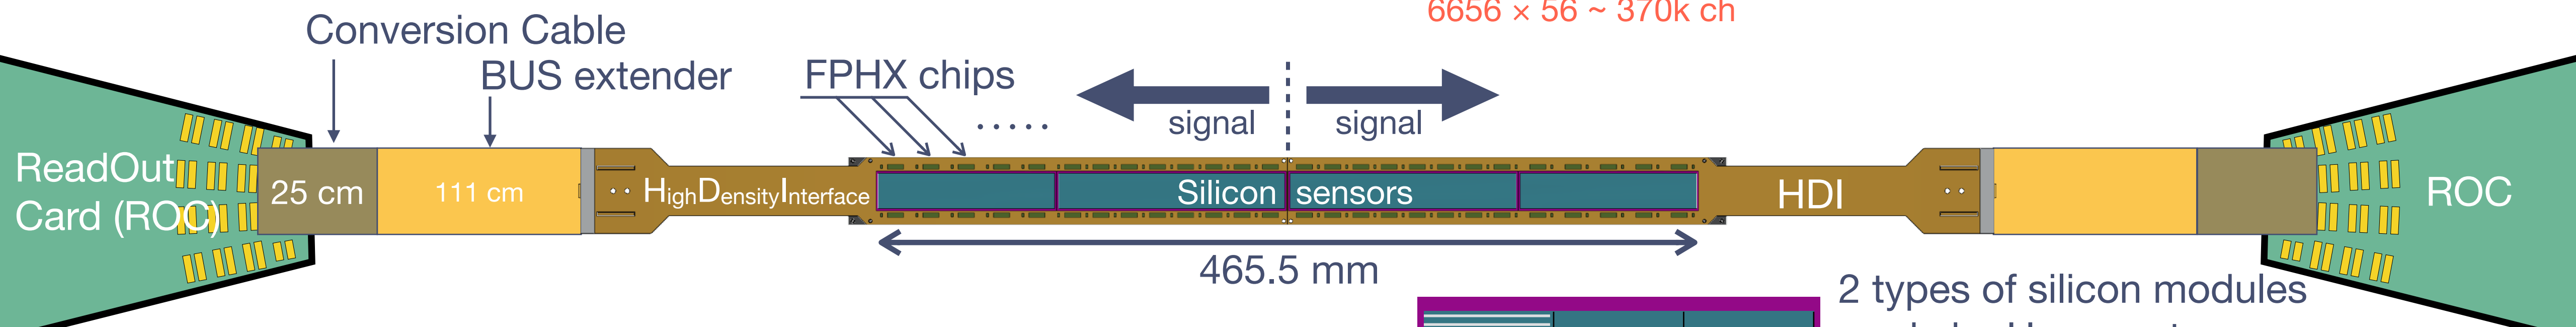 6656 × 56 ~ 370k ch
Conversion Cable
BUS extender
FPHX chips
.....
signal
signal
ReadOut
Card (ROC)
25 cm
111 cm
HighDensityInterface
Silicon sensors
HDI
ROC
465.5 mm
2 types of silicon modules